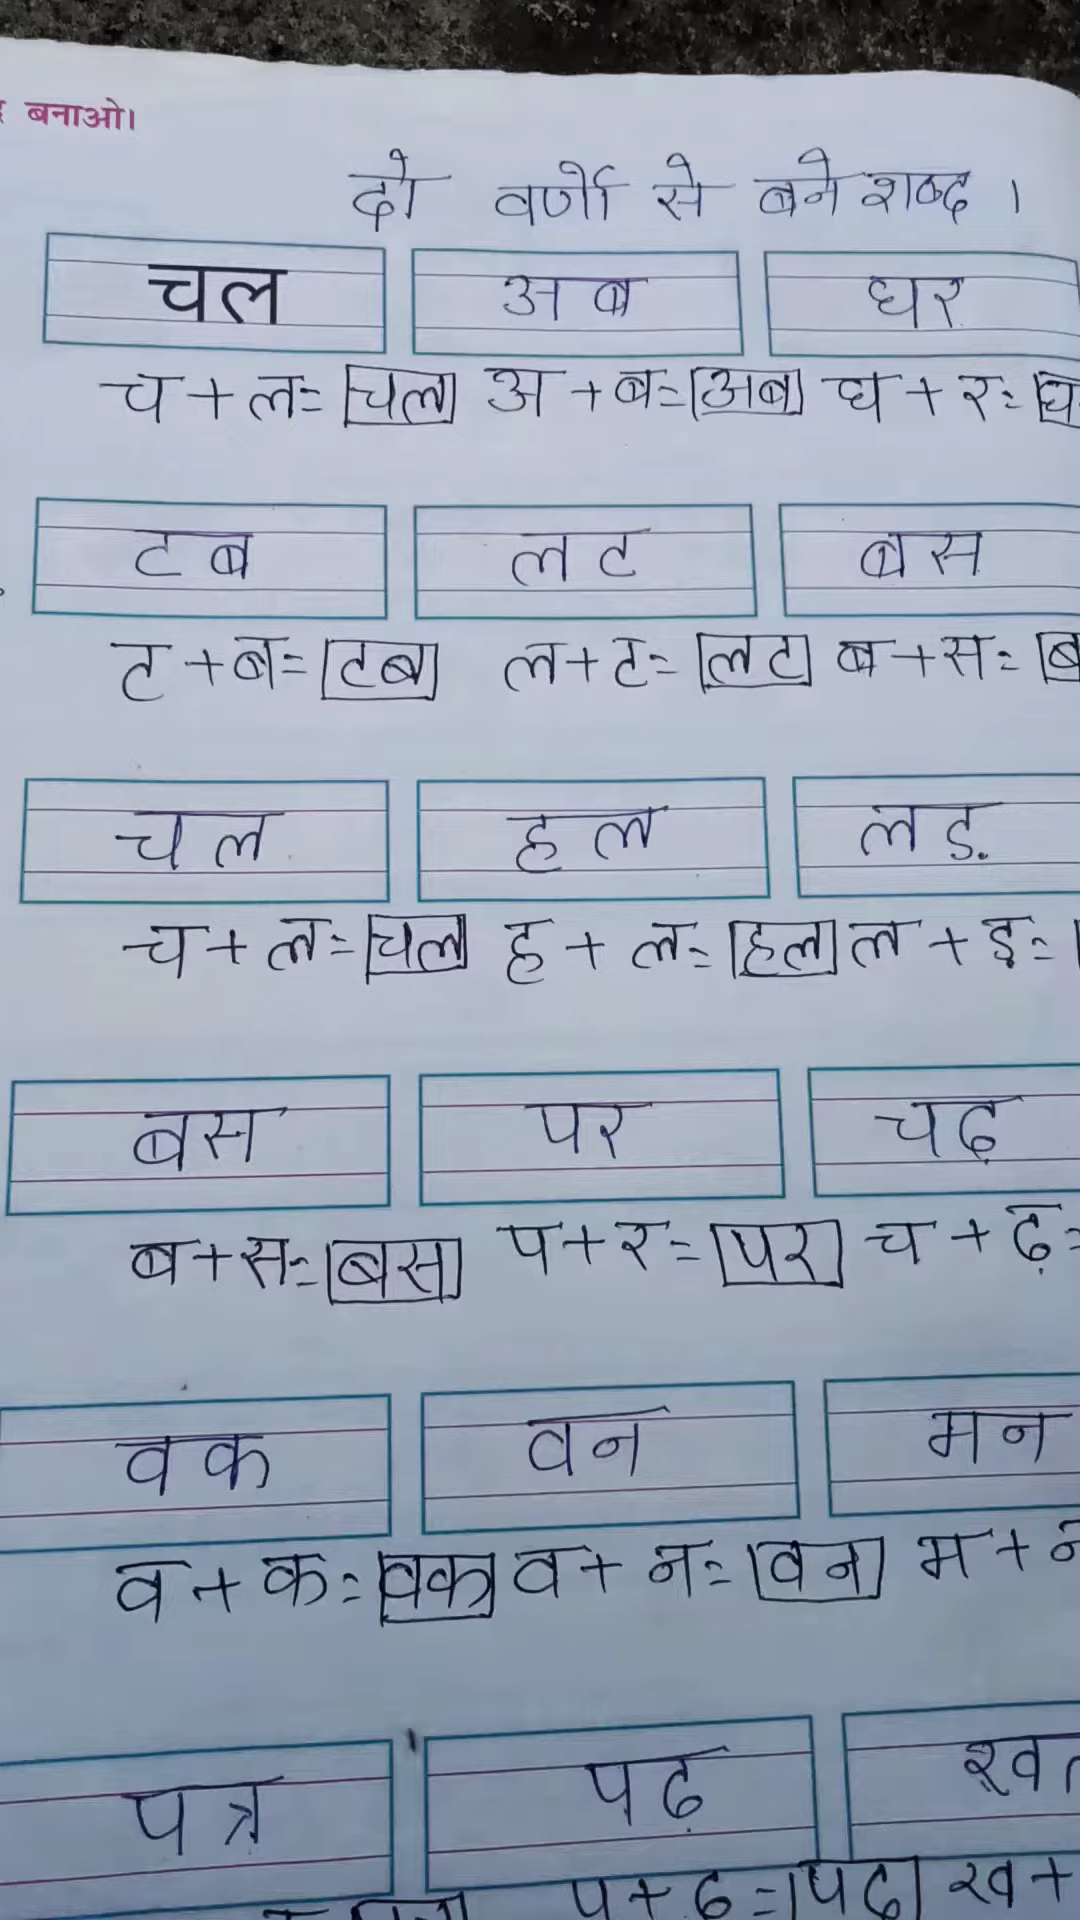 बनाओ।
दो वर्णो से बने शब्द ।
चल अब घर
च + ल = चल अ + ब = अब घ + र = घ
टब लट बस
ट + ब = टब ल + ट = लट ब + स = ब
चल हल लड़
च + ल = चल ह + ल = हल ल + ड़ =
बस पर चढ़
ब + स = बस प + र = पर च + ढ़ =
वक वन मन
व + क = वक व + न = वन म + न
पत्र पढ़ खत
प + ढ = पढ ख +